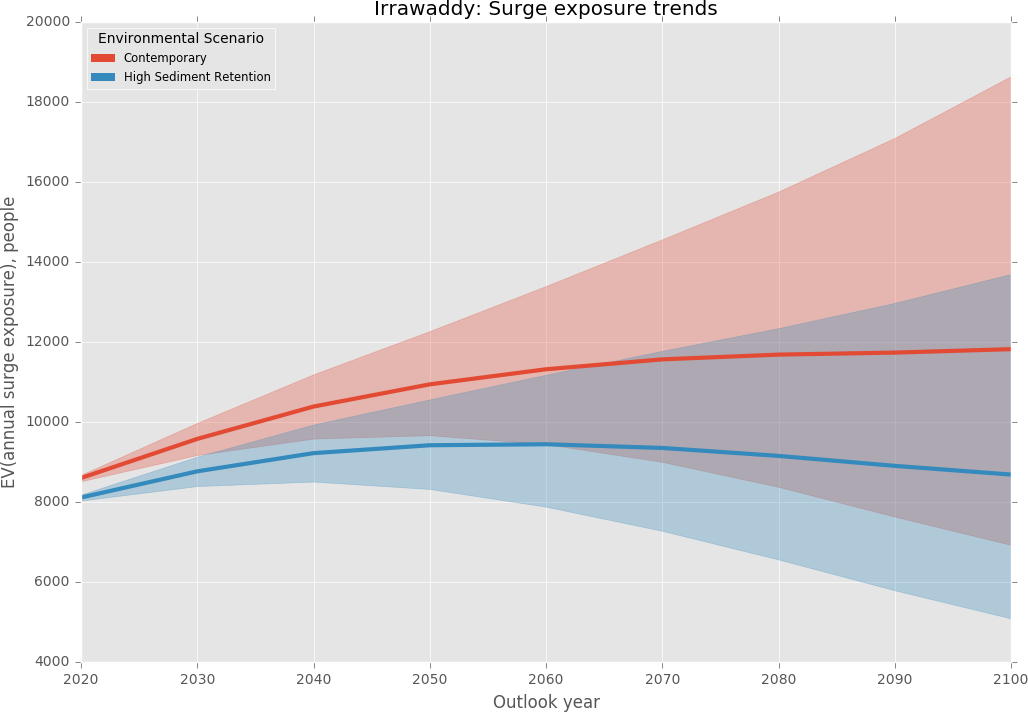 Irrawaddy: Surge exposure trends
20000
18000
16000
14000
12000
10000
8000
6000
4000
EV(annual surge exposure), people
Environmental Scenario
Contemporary
High Sediment Retention
2020 2030 2040 2050 2060 2070 2080 2090 2100
Outlook year